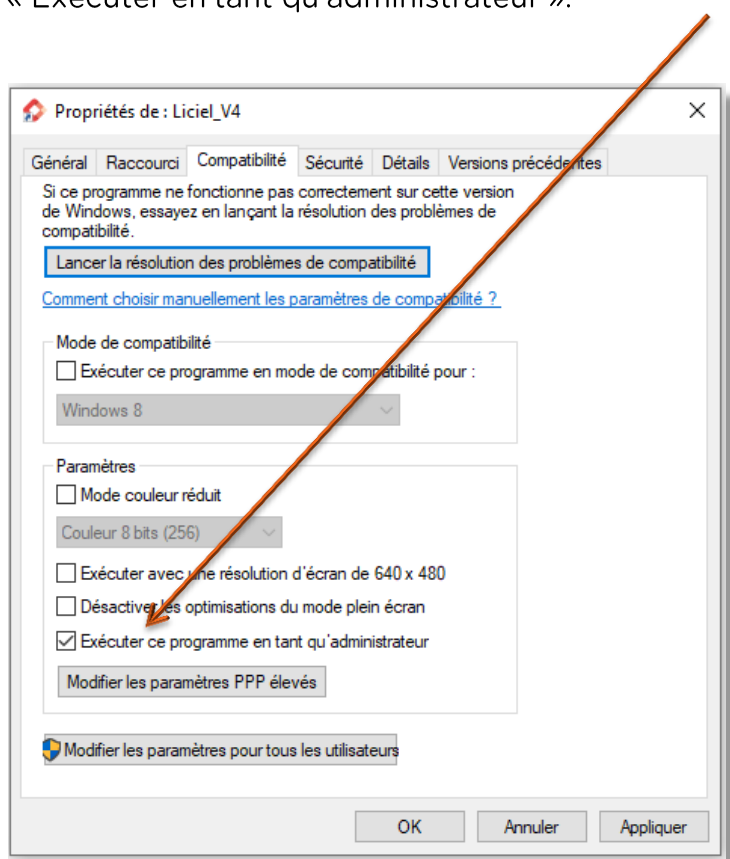 « Exécuter en tant qu'administrateur ».
Propriétés de : Liciel_V4
Général Raccourci Compatibilité Sécurité Détails Versions précédentes
Si ce programme ne fonctionne pas correctement sur cette version
de Windows, essayez en lançant la résolution des problèmes de
compatibilité.
Lancer la résolution des problèmes de compatibilité
Comment choisir manuellement les paramètres de compatibilité ?
Mode de compatibilité
Exécuter ce programme en mode de compatibilité pour :
Windows 8
Paramètres
Mode couleur réduit
Couleur 8 bits (256)
Exécuter avec une résolution d'écran de 640 x 480
Désactiver les optimisations du mode plein écran
Exécuter ce programme en tant qu'administrateur
Modifier les paramètres PPP élevés
Modifier les paramètres pour tous les utilisateurs
OK Annuler Appliquer